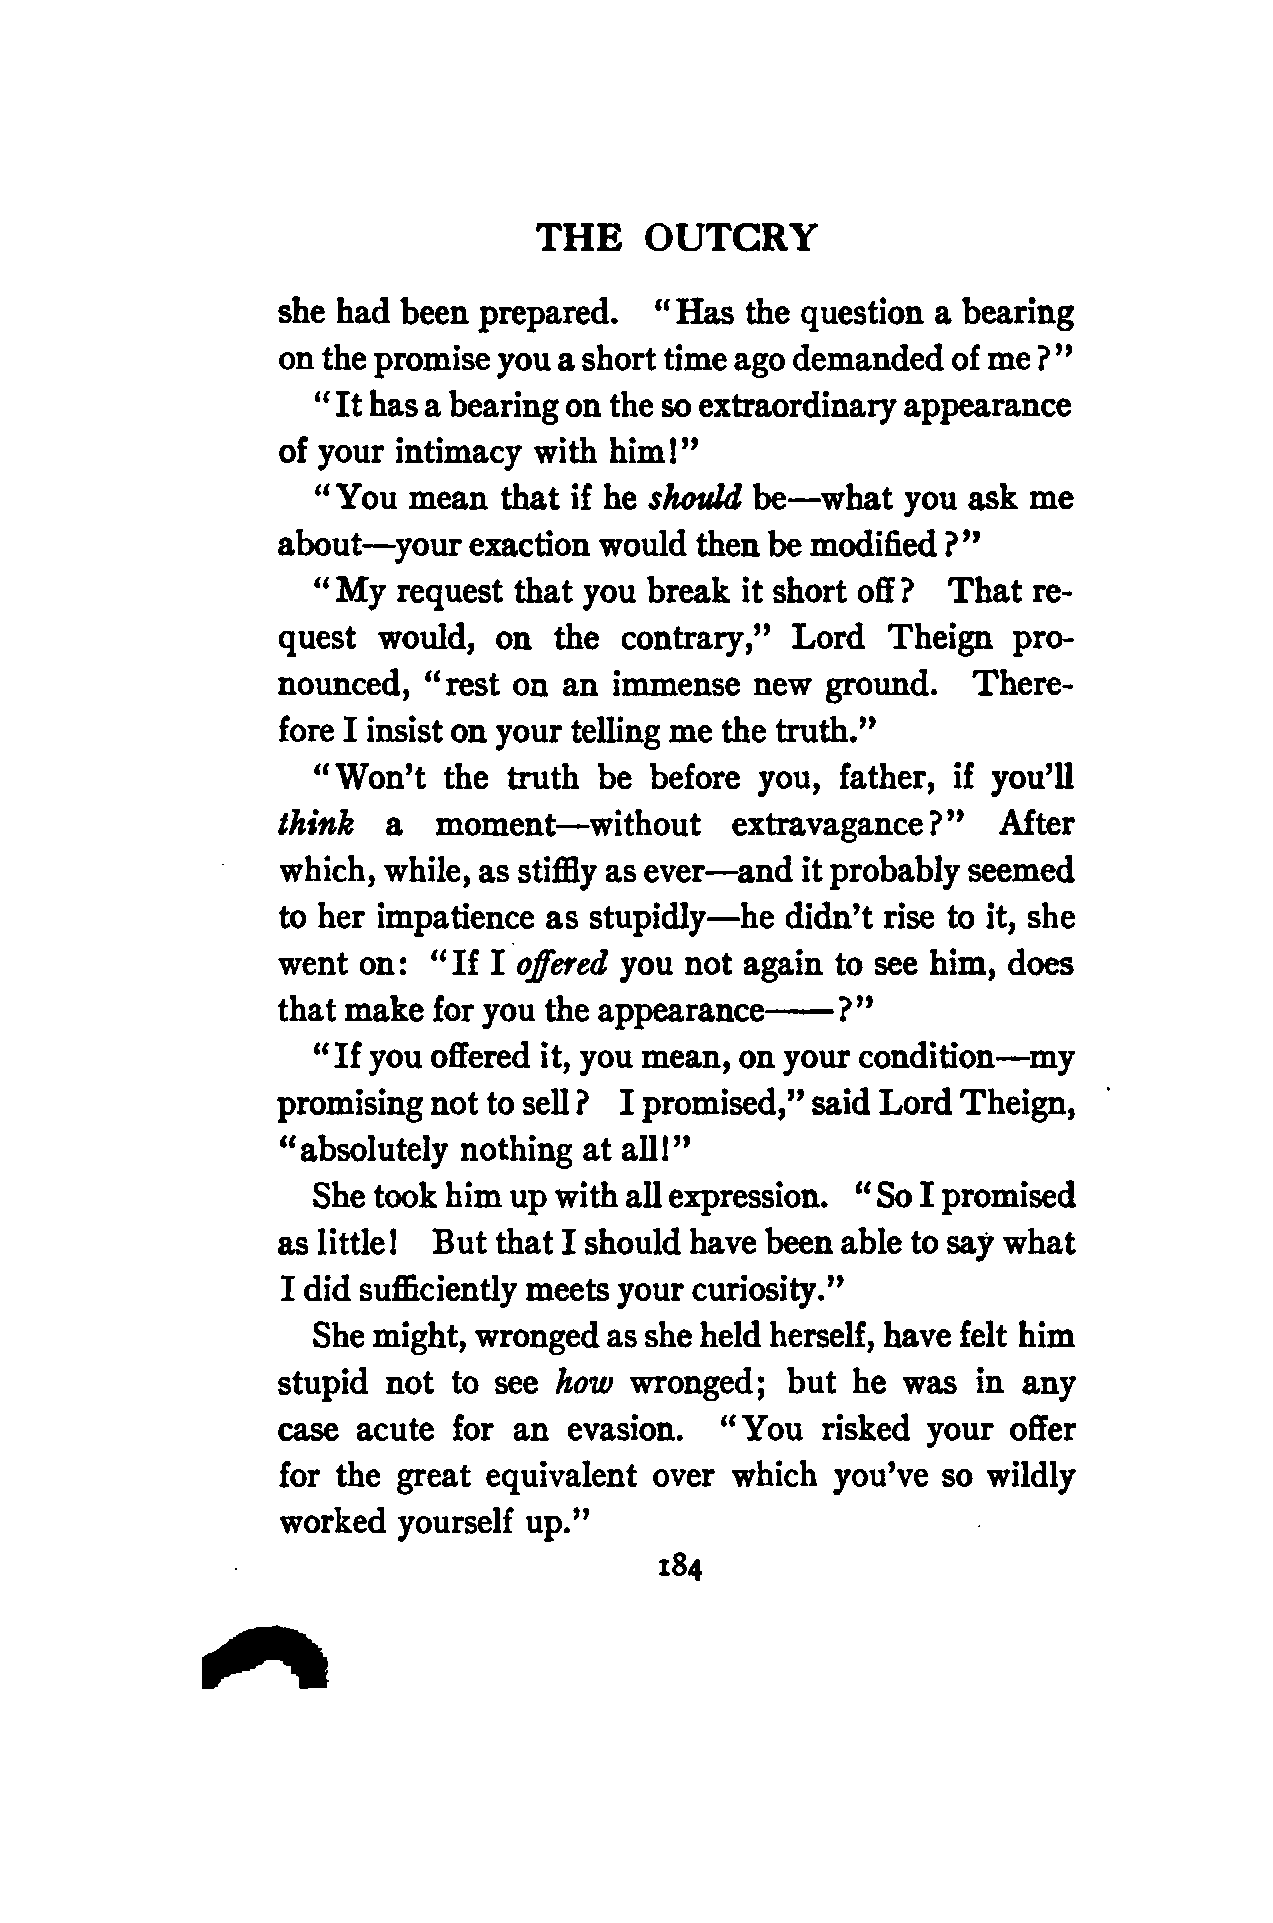 THE OUTCRY
she had been prepared. "Has the question a bearing
on the promise you a short time ago demanded of me?"
"It has a bearing on the so extraordinary appearance
of your intimacy with him!"
"You mean that if he should be—what you ask me
about—your exaction would then be modified?"
"My request that you break it short off? That re-
quest would, on the contrary," Lord Theign pro-
nounced, "rest on an immense new ground. There-
fore I insist on your telling me the truth."
"Won't the truth be before you, father, if you'll
think a moment—without extravagance?" After
which, while, as stiffly as ever—and it probably seemed
to her impatience as stupidly—he didn't rise to it, she
went on: "If I offered you not again to see him, does
that make for you the appearance——?"
"If you offered it, you mean, on your condition—my
promising not to sell? I promised," said Lord Theign,
"absolutely nothing at all!"
She took him up with all expression. "So I promised
as little! But that I should have been able to say what
I did sufficiently meets your curiosity."
She might, wronged as she held herself, have felt him
stupid not to see how wronged; but he was in any
case acute for an evasion. "You risked your offer
for the great equivalent over which you've so wildly
worked yourself up."
184